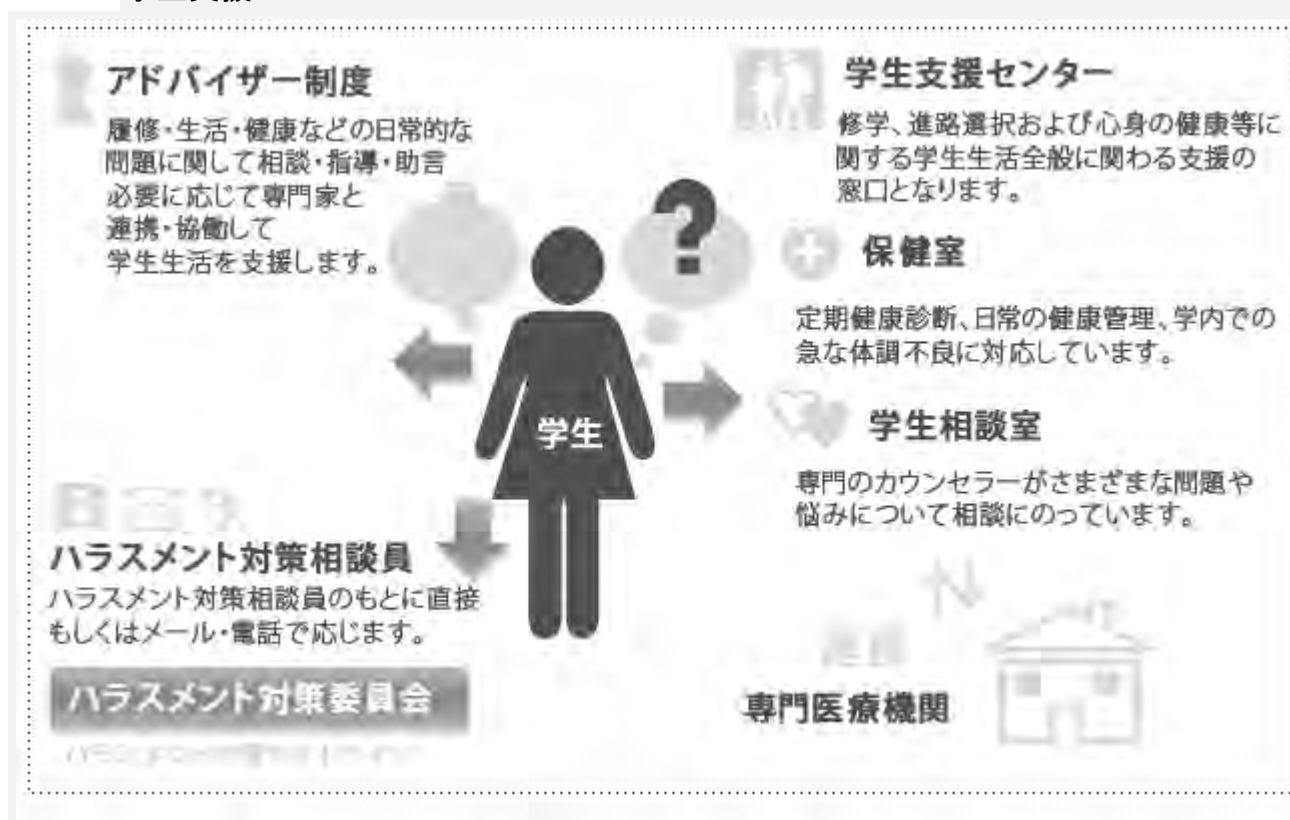 アドバイザー制度
履修・生活・健康などの日常的な
問題に関して相談・指導・助言
必要に応じて専門家と
連携・協働して
学生生活を支援します。
学生支援センター
修学、進路選択および心身の健康等に
関する学生生活全般に関わる支援の
窓口となります。
?
保健室
定期健康診断、日常の健康管理、学内での
急な体調不良に対応しています。
学生相談室
専門のカウンセラーがさまざまな問題や
悩みについて相談にのっています。
学生
ハラスメント対策相談員
ハラスメント対策相談員のもとに直接
もしくはメール・電話で応じます。
ハラスメント対策委員会
専門医療機関